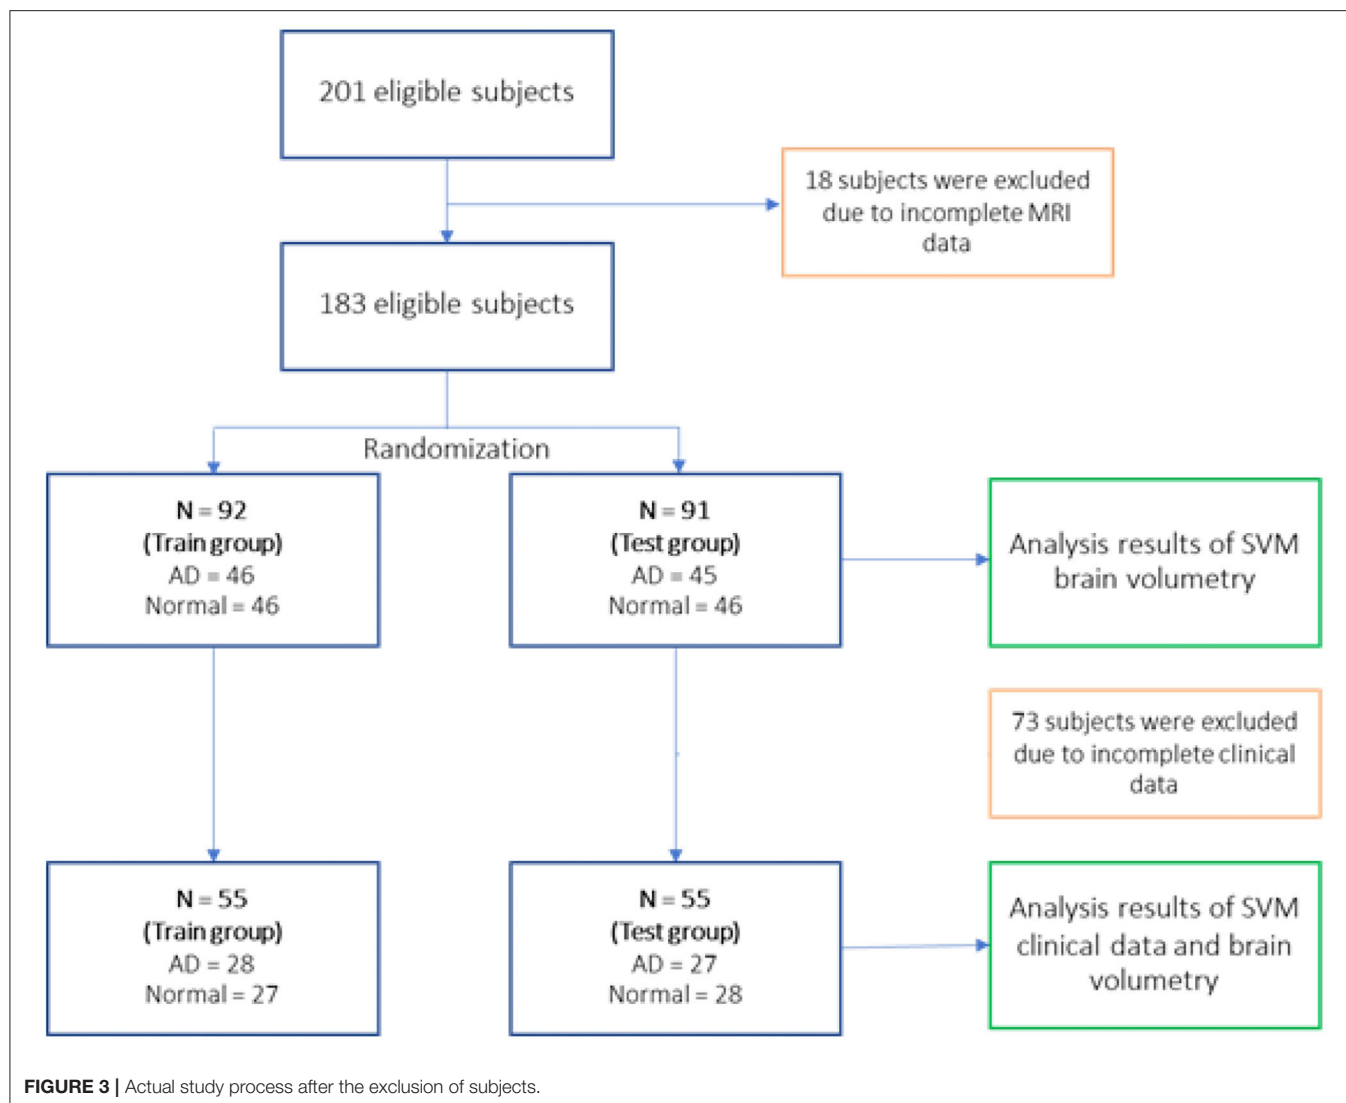 201 eligible subjects
18 subjects were excluded
due to incomplete MRI
data
183 eligible subjects
Randomization
N = 92
(Train group)
AD = 46
Normal = 46
N = 91
(Test group)
AD = 45
Normal = 46
Analysis results of SVM
brain volumetry
73 subjects were excluded
due to incomplete clinical
data
N = 55
(Train group)
AD = 28
Normal = 27
N = 55
(Test group)
AD = 27
Normal = 28
Analysis results of SVM
clinical data and brain
volumetry
FIGURE 3 | Actual study process after the exclusion of subjects.